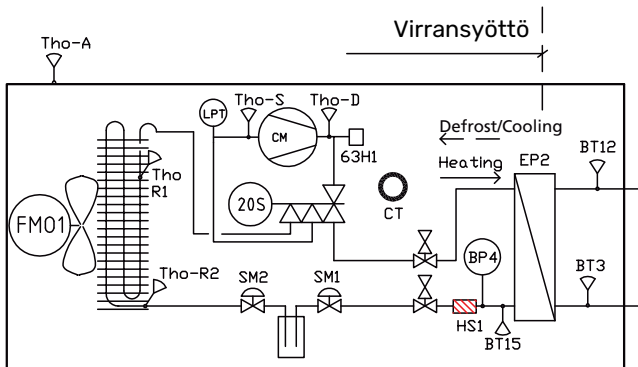 Virransyöttö
Tho-A
Tho-S
Tho-D
LPT
CM
63H1
Defrost/Cooling
Heating
EP2
BT12
Tho
R1
20S
CT
FM01
BP4
BT3
Tho-R2
SM2
SM1
HS1
BT15